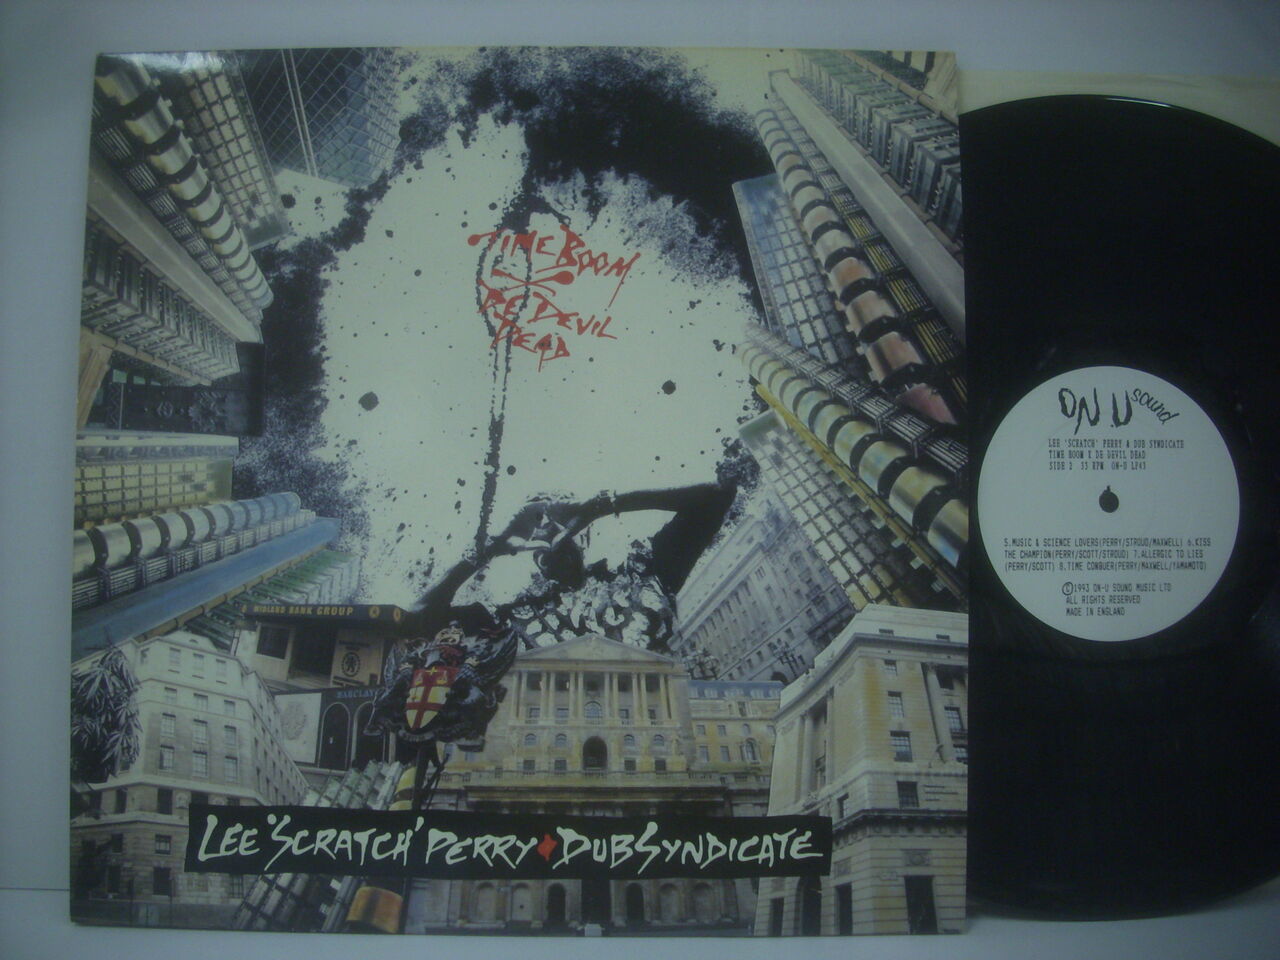 TIME BOOM
X
DE DEVIL
DEAD
MIDLAND BANK GROUP
BARCLAYS
LEE 'SCRATCH' PERRY DUB SYNDICATE
ON.U sound
LEE 'SCRATCH' PERRY & DUB SYNDICATE
TIME BOOM X DE DEVIL DEAD
SIDE 2 33 RPM ON-U LP43
5.MUSIC & SCIENCE LOVERS(PERRY/STROUD/MAXWELL) 6.KISS
THE CHAMPION(PERRY/SCOTT/STROUD) 7.ALLERGIC TO LIES
(PERRY/SCOTT) 8.TIME CONQUER(PERRY/MAXWELL/YAMAMOTO)
©1993 ON-U SOUND MUSIC LTD
ALL RIGHTS RESERVED
MADE IN ENGLAND